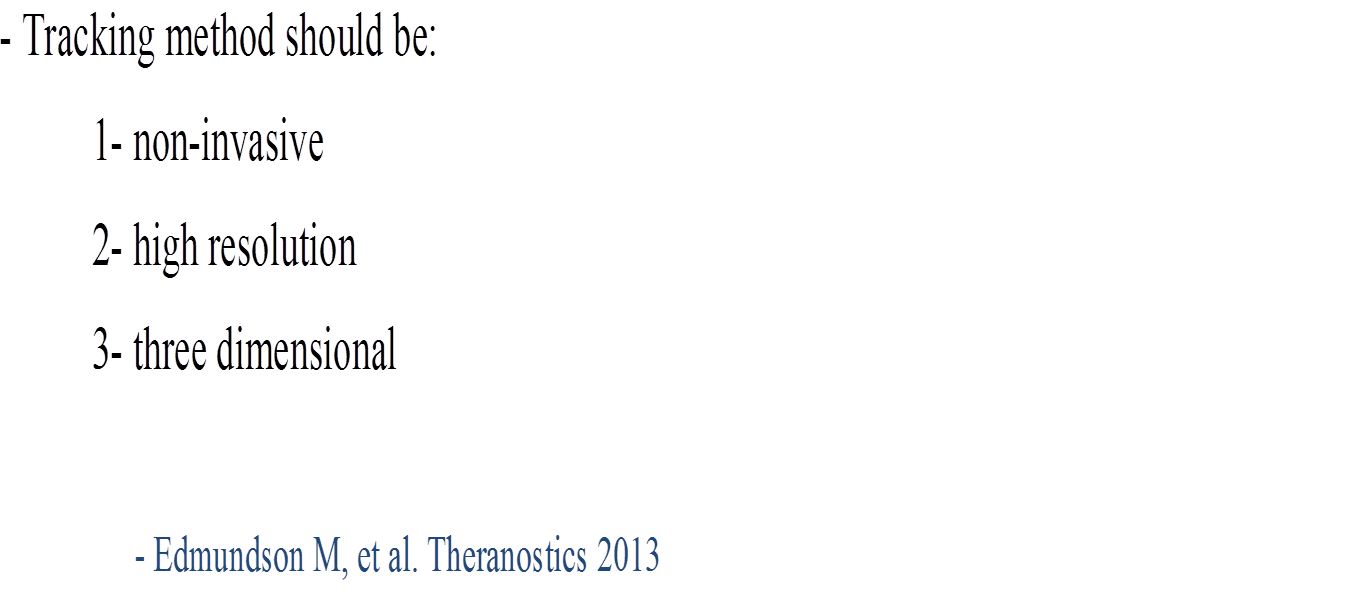 - Tracking method should be:
1- non-invasive
2- high resolution
3- three dimensional
- Edmundson M, et al. Theranostics 2013